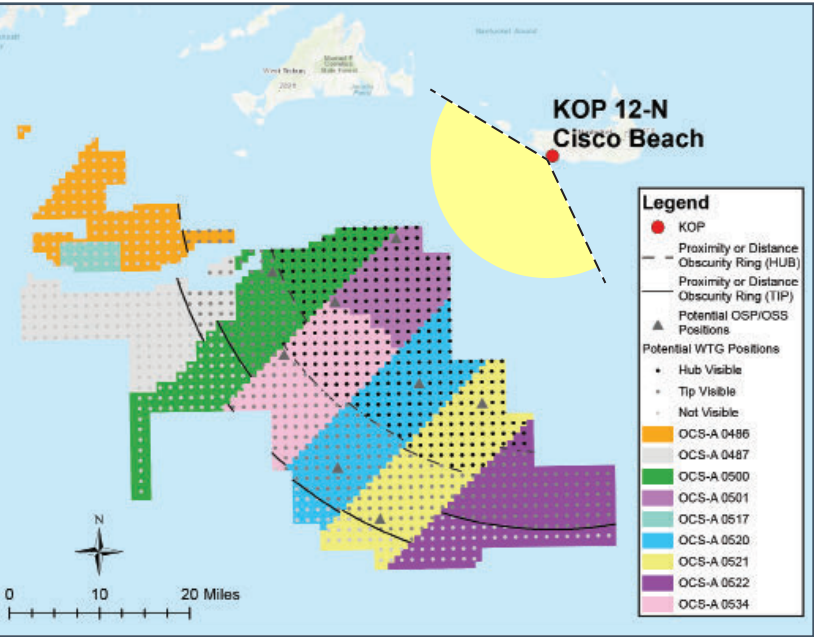 Nantucket Sound
West Tisbury
KOP 12-N
Cisco Beach
Legend
KOP
Proximity or Distance
Obscurity Ring (HUB)
Proximity or Distance
Obscurity Ring (TIP)
Potential OSP/OSS
Positions
Potential WTG Positions
Hub Visible
Tip Visible
Not Visible
OCS-A 0486
OCS-A 0487
OCS-A 0500
OCS-A 0501
OCS-A 0517
OCS-A 0520
OCS-A 0521
OCS-A 0522
OCS-A 0534
N
0 10 20 Miles